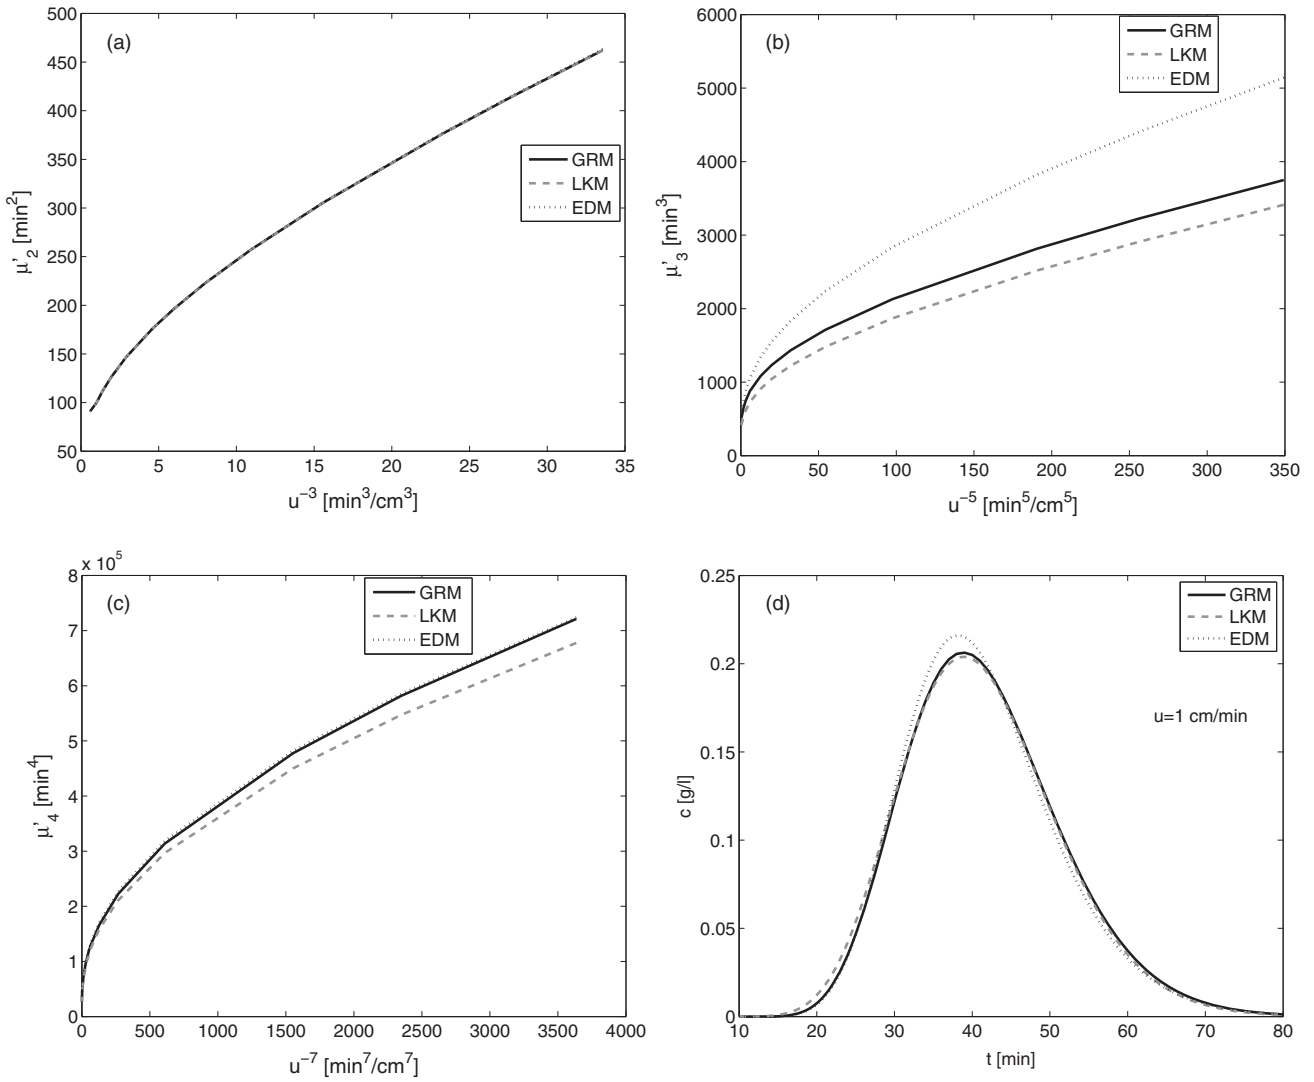 (a)
500
450
400
350
300
250
200
150
100
50
0 5 10 15 20 25 30 35
μ'₂ [min²]
u⁻³ [min³/cm³]
GRM
LKM
EDM
(b)
6000
5000
4000
3000
2000
1000
0
0 50 100 150 200 250 300 350
μ'₃ [min³]
u⁻⁵ [min⁵/cm⁵]
GRM
LKM
EDM
x 10⁵
(c)
8
7
6
5
4
3
2
1
0
0 500 1000 1500 2000 2500 3000 3500 4000
μ'₄ [min⁴]
u⁻⁷ [min⁷/cm⁷]
GRM
LKM
EDM
(d)
0.25
0.2
0.15
0.1
0.05
0
10 20 30 40 50 60 70 80
c [g/l]
t [min]
GRM
LKM
EDM
u=1 cm/min